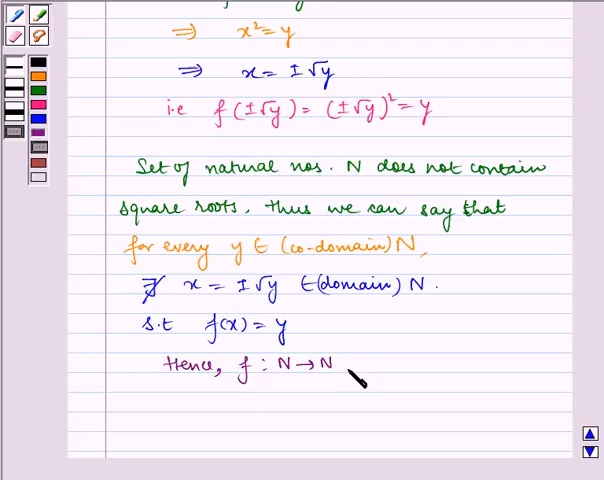 ⇒ x² = y
⇒ x = ±√y
i.e f(±√y) = (±√y)² = y
Set of natural nos. N does not contain
square roots, thus we can say that
for every y ∈ (co-domain) N,
∄ x = ±√y ∈ (domain) N.
s.t f(x) = y
Hence, f : N → N